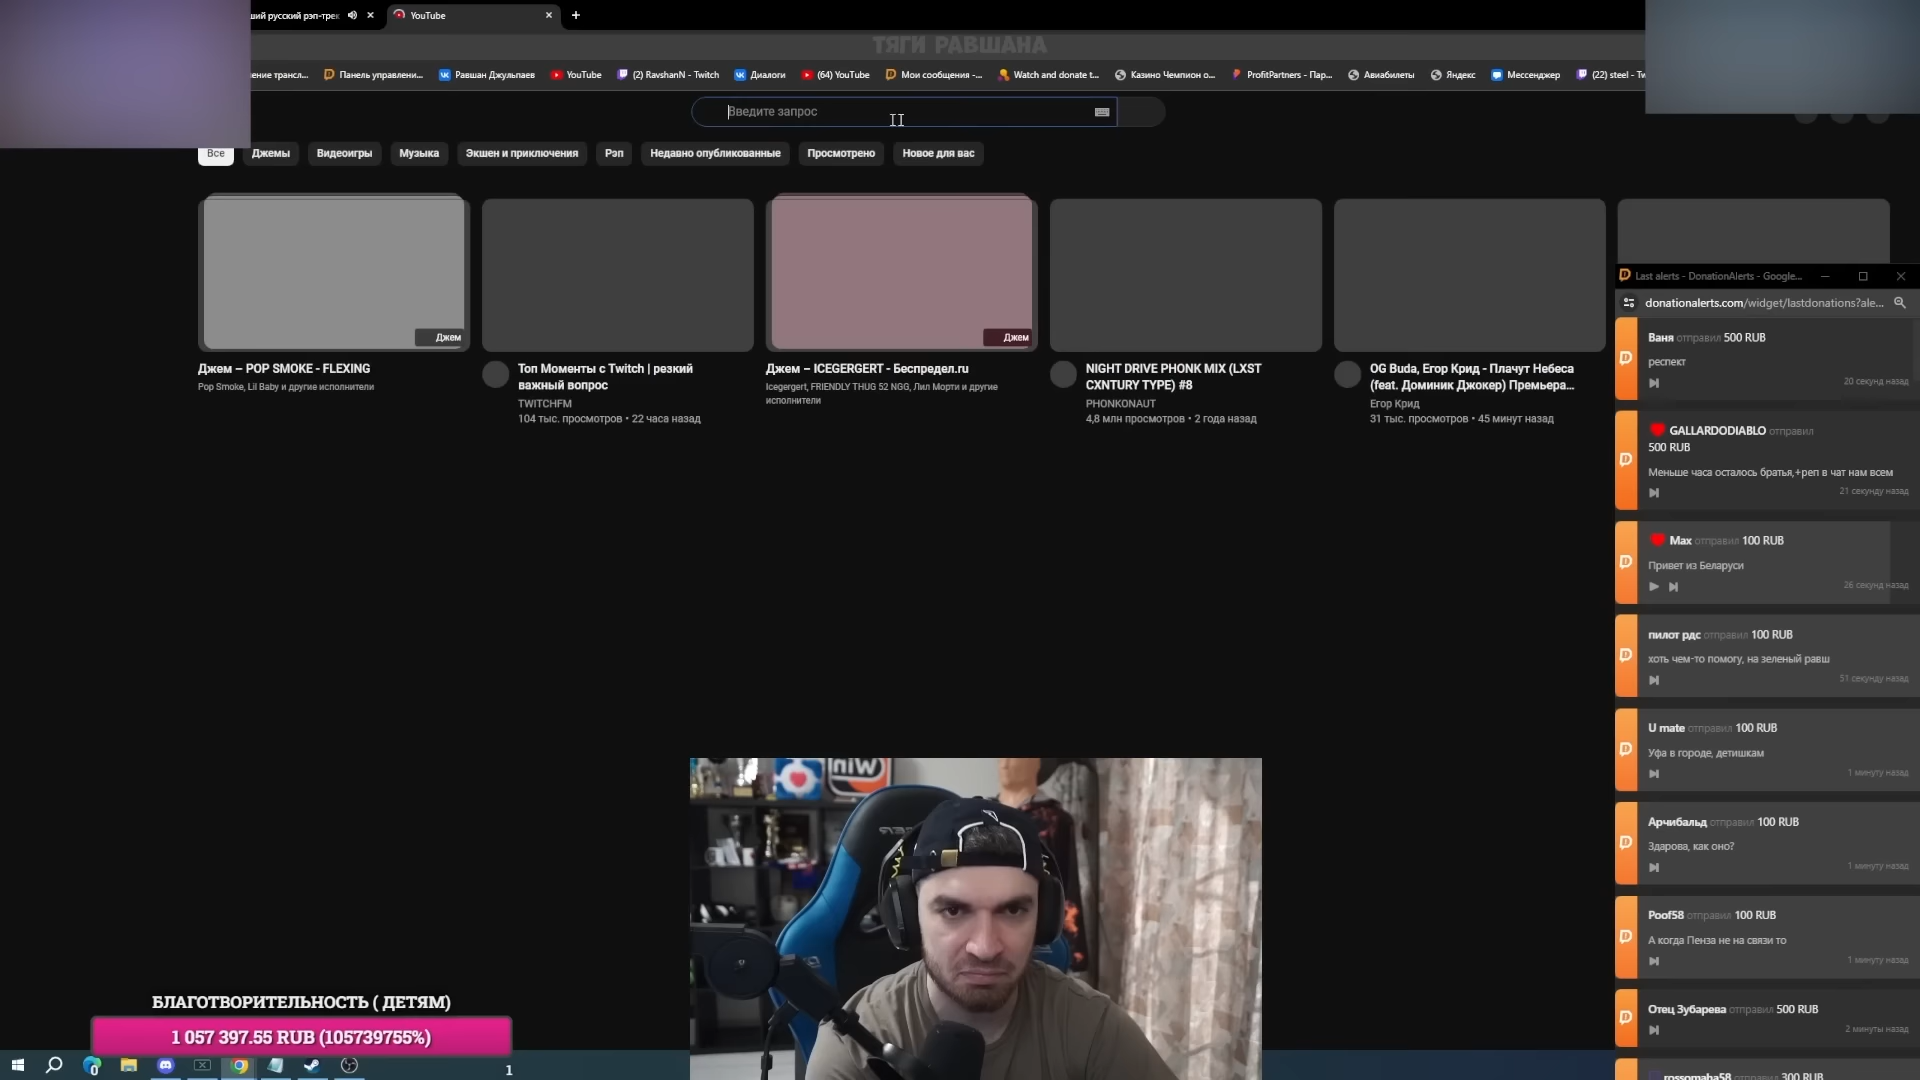 ший русский рэп-трек
YouTube
ТЯГИ РАВШАНА
ение трансл...
Панель управлени...
Равшан Джульпаев
YouTube
(2) RavshanN - Twitch
Диалоги
(64) YouTube
Мои сообщения -...
Watch and donate t...
Казино Чемпион о...
ProfitPartners - Пар...
Авиабилеты
Яндекс
Мессенджер
(22) steel - Tw
Введите запрос
Все
Джемы
Видеоигры
Музыка
Экшен и приключения
Рэп
Недавно опубликованные
Просмотрено
Новое для вас
Джем
Джем – POP SMOKE - FLEXING
Pop Smoke, Lil Baby и другие исполнители
Топ Моменты с Twitch | резкий
важный вопрос
TWITCHFM
104 тыс. просмотров • 22 часа назад
Джем
Джем – ICEGERGERT - Беспредел.ru
Icegergert, FRIENDLY THUG 52 NGG, Лил Морти и другие
исполнители
NIGHT DRIVE PHONK MIX (LXST
CXNTURY TYPE) #8
PHONKONAUT
4,8 млн просмотров • 2 года назад
OG Buda, Егор Крид - Плачут Небеса
(feat. Доминик Джокер) Премьера...
Егор Крид
31 тыс. просмотров • 45 минут назад
Last alerts - DonationAlerts - Google...
donationalerts.com/widget/lastdonations?ale...
Ваня отправил 500 RUB
респект
20 секунд назад
GALLARDODIABLO отправил
500 RUB
Меньше часа осталось братья,+реп в чат нам всем
21 секунду назад
Max отправил 100 RUB
Привет из Беларуси
26 секунд назад
пилот рдс отправил 100 RUB
хоть чем-то помогу, на зеленый равш
51 секунду назад
U mate отправил 100 RUB
Уфа в городе, детишкам
1 минуту назад
Арчибальд отправил 100 RUB
Здарова, как оно?
1 минуту назад
Poof58 отправил 100 RUB
А когда Пенза не на связи то
1 минуту назад
Отец Зубарева отправил 500 RUB
2 минуты назад
rossomaha58 отправил 300 RUB
Win
БЛАГОТВОРИТЕЛЬНОСТЬ ( ДЕТЯМ)
1 057 397.55 RUB (105739755%)
1